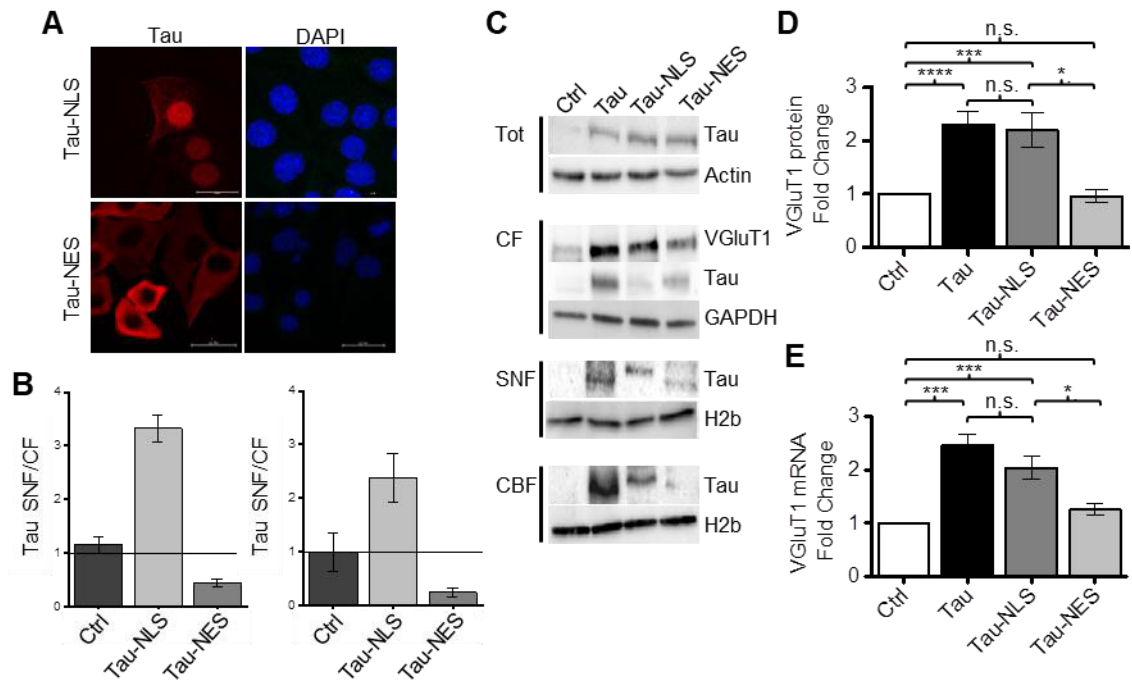 A
Tau
DAPI
Tau-NLS
Tau-NES
B
Tau SNF/CF
4
3
2
1
0
Ctrl
Tau-NLS
Tau-NES
Tau SNF/CF
4
3
2
1
0
Ctrl
Tau-NLS
Tau-NES
C
Ctrl
Tau
Tau-NLS
Tau-NES
Tot
Tau
Actin
CF
VGluT1
Tau
GAPDH
SNF
Tau
H2b
CBF
Tau
H2b
D
n.s.
***
**** n.s. *
VGluT1 protein
Fold Change
3
2
1
0
Ctrl
Tau
Tau-NLS
Tau-NES
E
n.s.
***
*** n.s. *
VGluT1 mRNA
Fold Change
3
2
1
0
Ctrl
Tau
Tau-NLS
Tau-NES